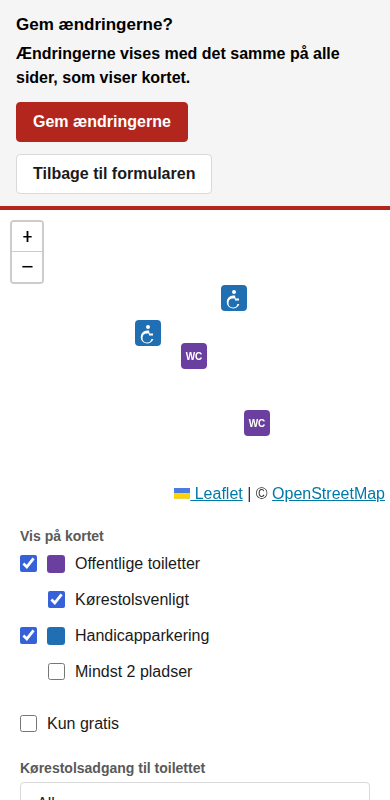 Gem ændringerne?
Ændringerne vises med det samme på alle
sider, som viser kortet.
Gem ændringerne
Tilbage til formularen
+
−
WC
WC
Leaflet | © OpenStreetMap
Vis på kortet
Offentlige toiletter
Kørestolsvenligt
Handicapparkering
Mindst 2 pladser
Kun gratis
Kørestolsadgang til toilettet